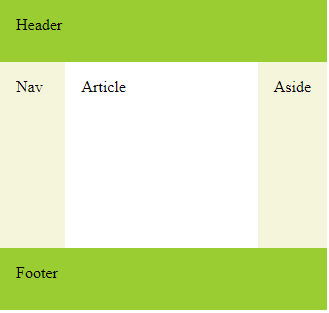 Header
Nav Article Aside
Footer